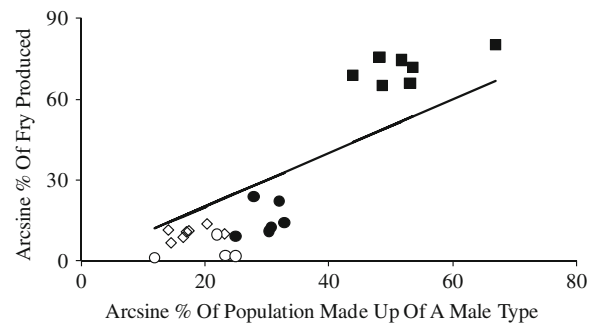 Arcsine % Of Fry Produced
90
60
30
0
0 20 40 60 80
Arcsine % Of Population Made Up Of A Male Type